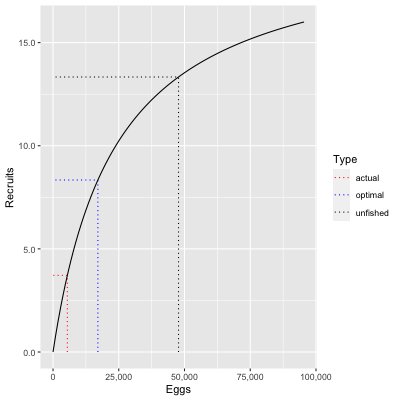 15.0
10.0
5.0
0.0
Recruits
0
25,000
50,000
75,000
100,000
Eggs
Type
actual
optimal
unfished